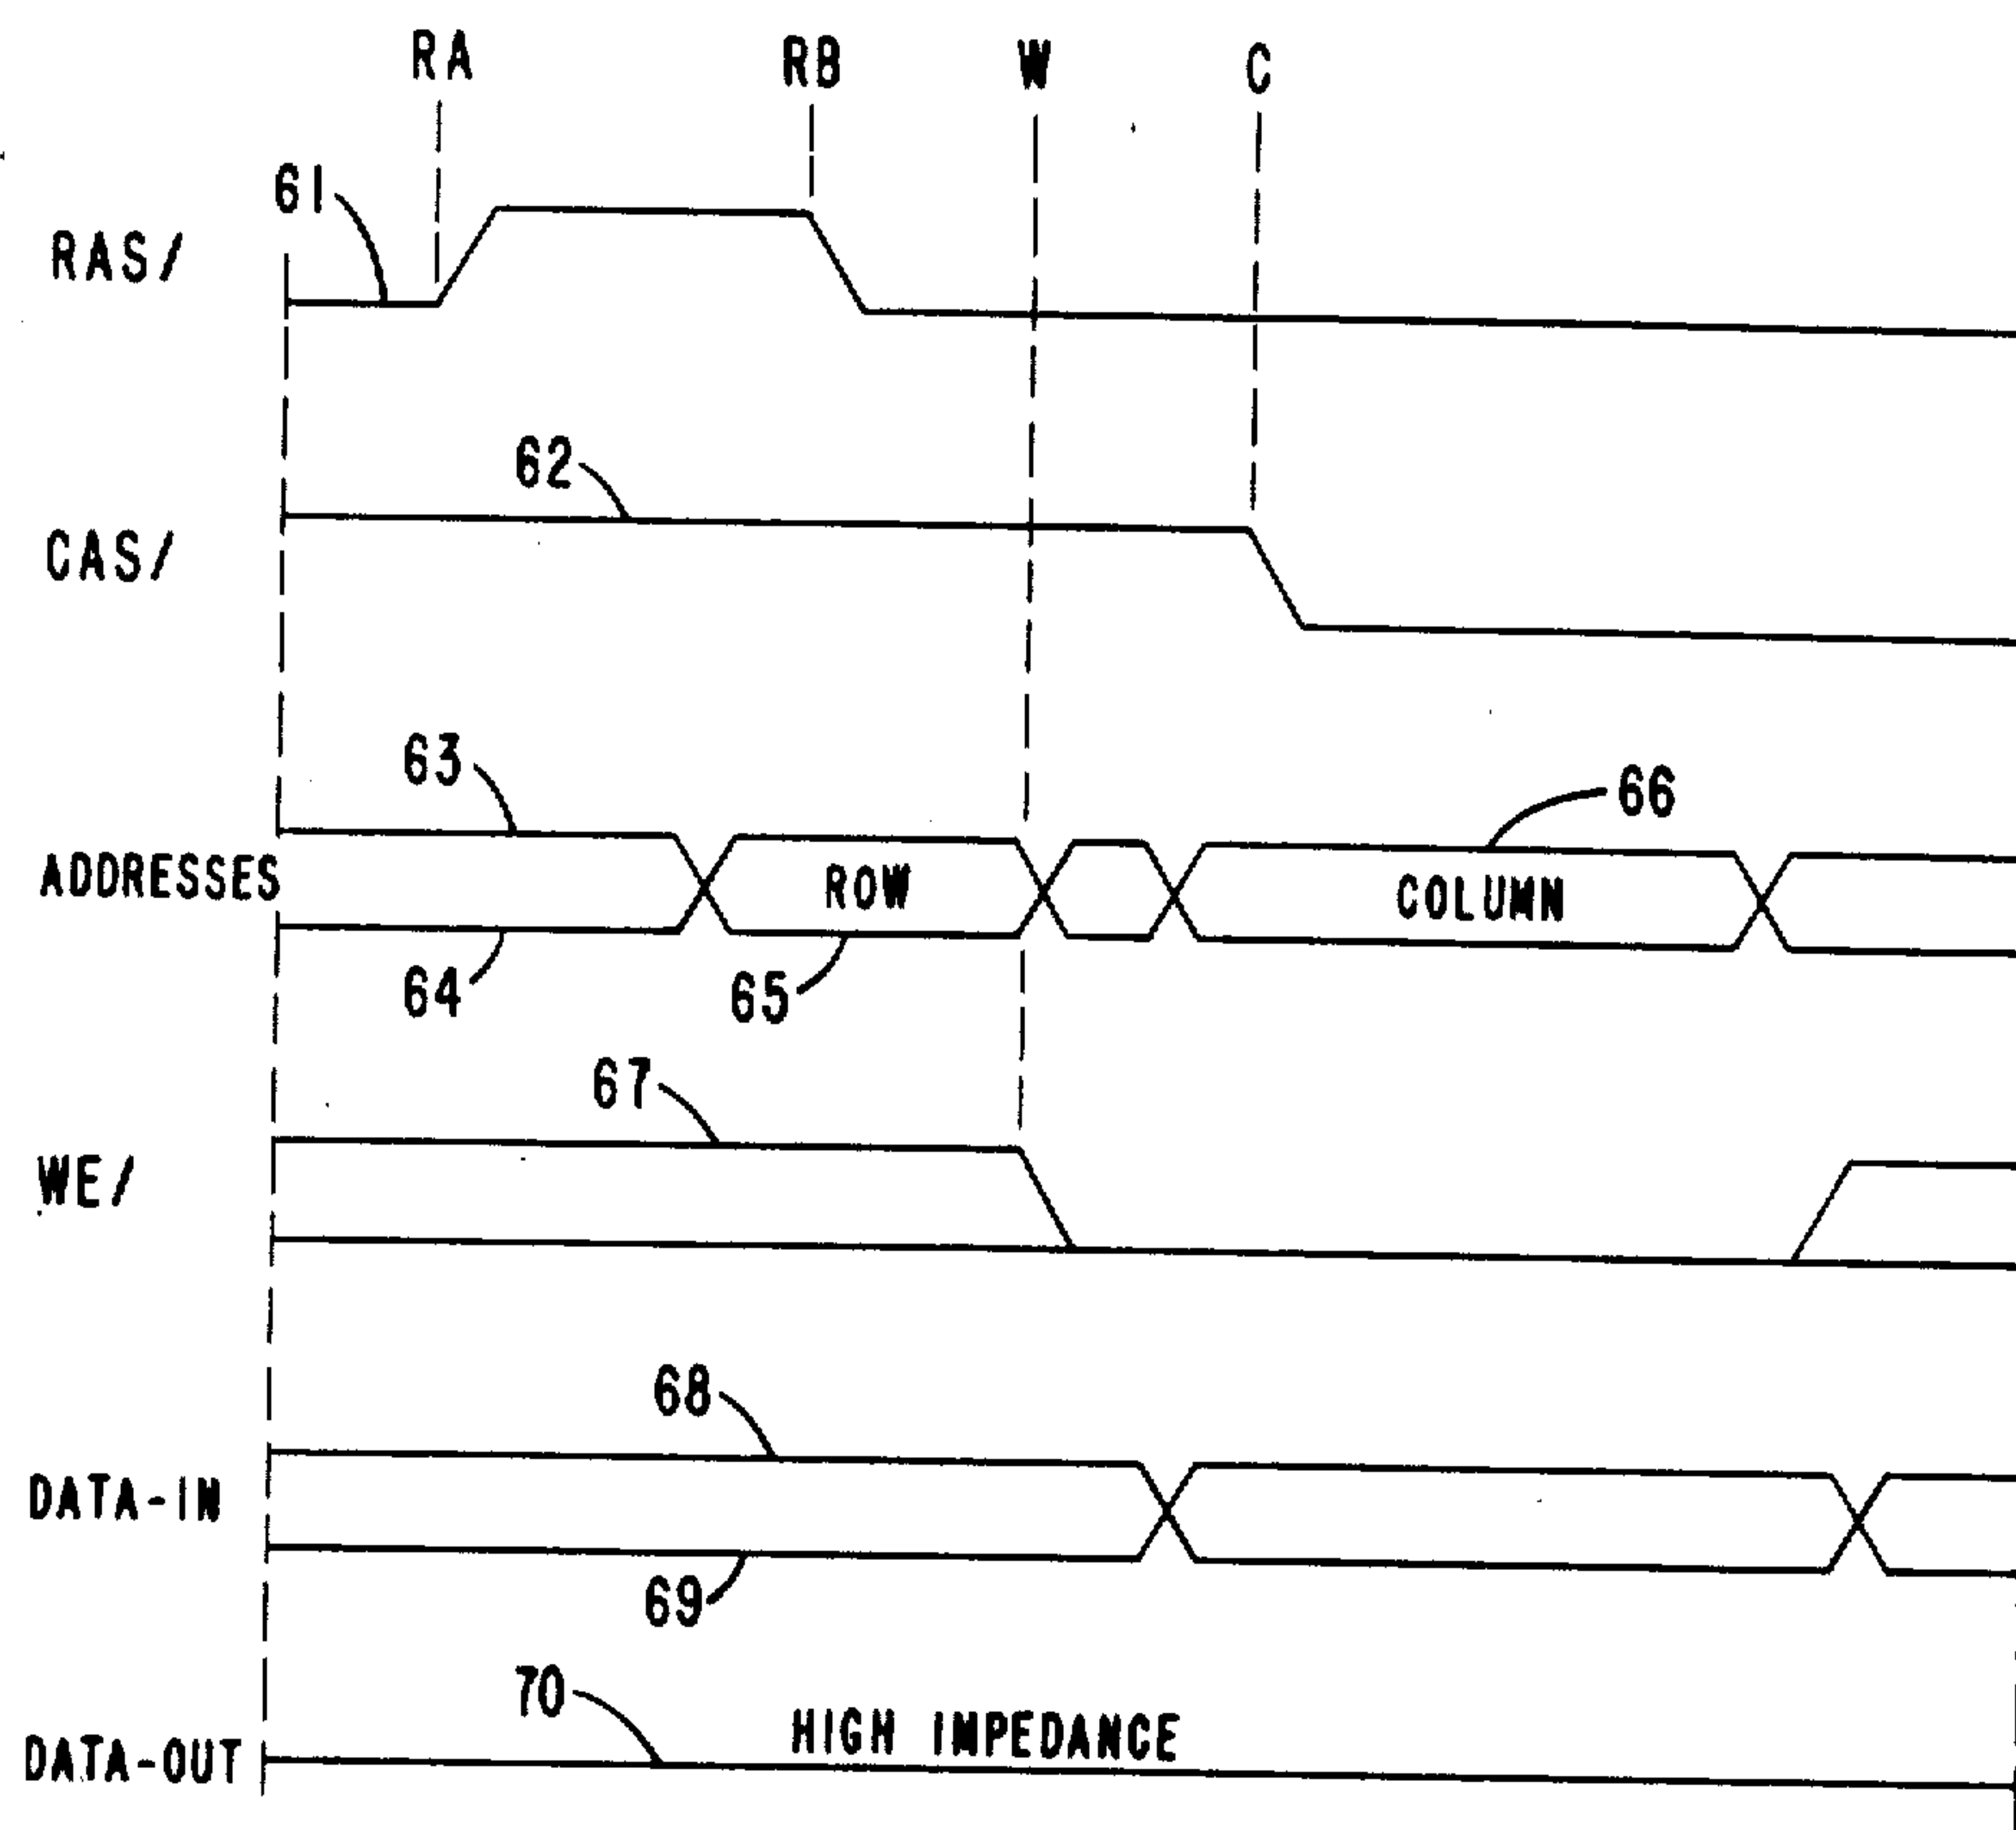 RA RB W C
61
RAS/
62
CAS/
63
66
ADDRESSES ROW COLUMN
64 65
67
WE/
68
DATA-IN
69
70 HIGH IMPEDANCE
DATA-OUT